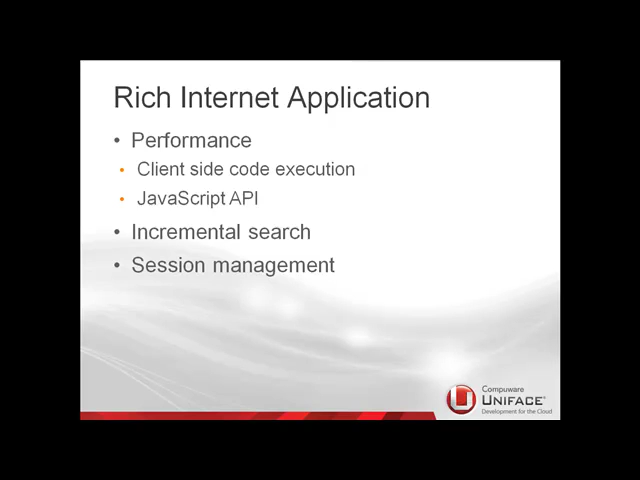 Rich Internet Application
• Performance
• Client side code execution
• JavaScript API
• Incremental search
• Session management
Compuware
UNIFACE®
Development for the Cloud